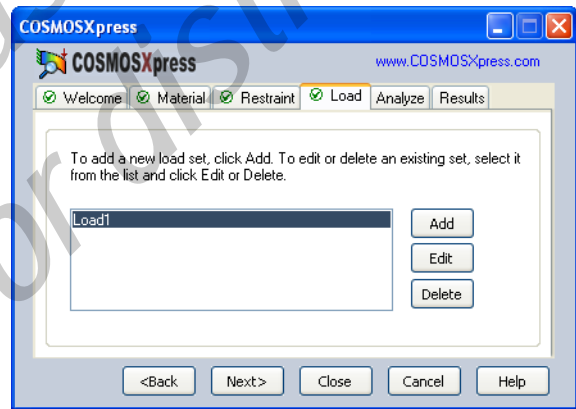 COSMOSXpress
COSMOSXpress
www.COSMOSXpress.com
Welcome Material Restraint Load Analyze Results
To add a new load set, click Add. To edit or delete an existing set, select it
from the list and click Edit or Delete.
Load1
Add
Edit
Delete
<Back Next> Close Cancel Help
or distri